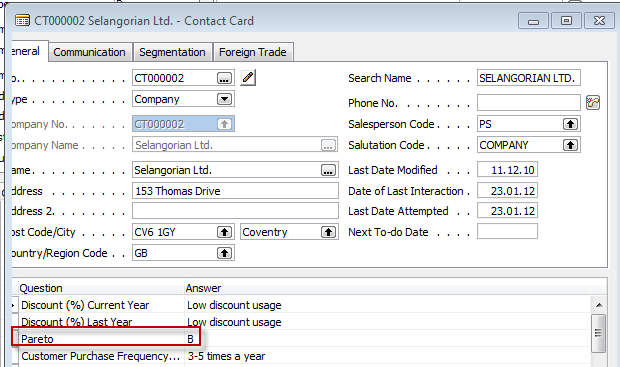 CT000002 Selangorian Ltd. - Contact Card
eneral Communication Segmentation Foreign Trade
o. . . . . . . . . . . . CT000002 ... Search Name . . . . . . SELANGORIAN LTD.
ype . . . . . . . . . . Company Phone No. . . . . . . .
ompany No. . . . . . . CT000002 Salesperson Code . . . . PS
ompany Name . . . . . Selangorian Ltd. ... Salutation Code . . . . . COMPANY
ame . . . . . . . . . . Selangorian Ltd. ... Last Date Modified . . . . 11.12.10
ddress . . . . . . . . . 153 Thomas Drive Date of Last Interaction . 23.01.12
ddress 2. . . . . . . . . Last Date Attempted . . 23.01.12
ost Code/City . . . . . CV6 1GY Coventry Next To-do Date . . . . .
ountry/Region Code . . GB
Question Answer
Discount (%) Current Year Low discount usage
Discount (%) Last Year Low discount usage
Pareto B
Customer Purchase Frequency... 3-5 times a year